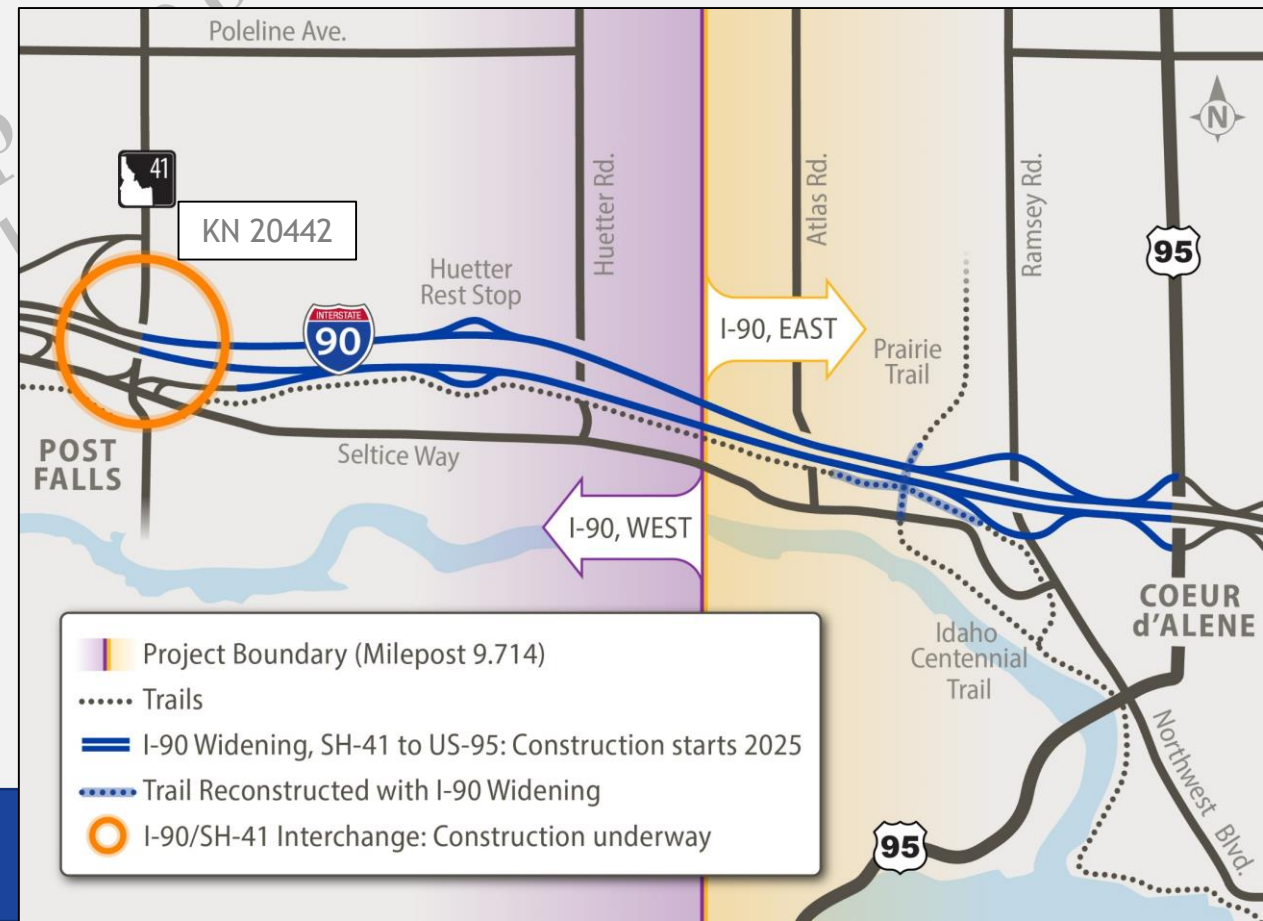 Poleline Ave.
41
KN 20442
Huetter
Rest Stop
Huetter Rd.
Atlas Rd.
Ramsey Rd.
N
95
INTERSTATE
90
I-90, EAST
Prairie
Trail
POST
FALLS
Seltice Way
I-90, WEST
COEUR
d'ALENE
Idaho
Centennial
Trail
Northwest Blvd.
95
Project Boundary (Milepost 9.714)
Trails
I-90 Widening, SH-41 to US-95: Construction starts 2025
Trail Reconstructed with I-90 Widening
I-90/SH-41 Interchange: Construction underway